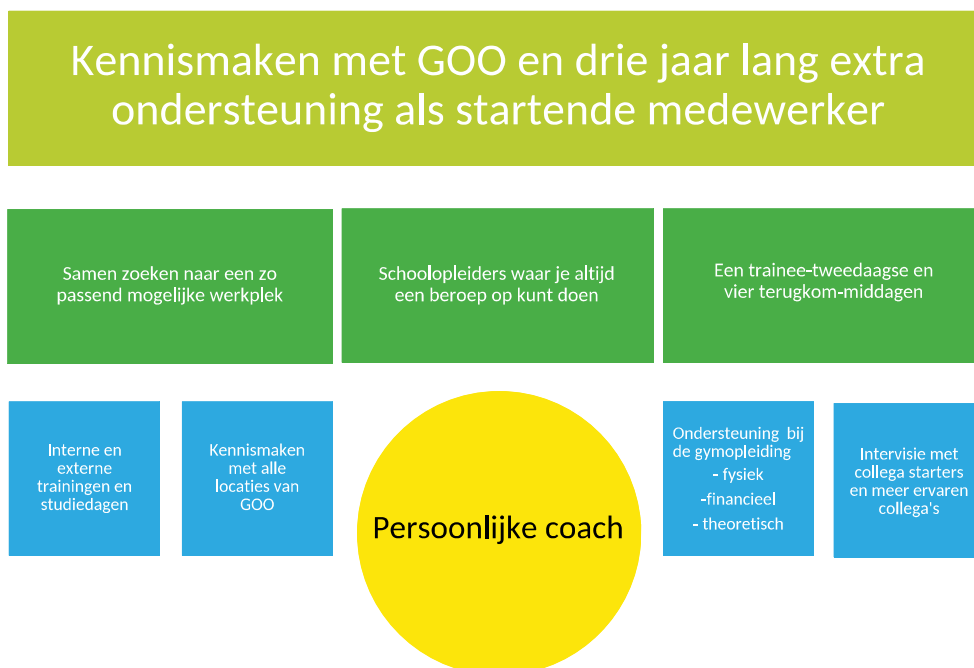 Kennismaken met GOO en drie jaar lang extra
ondersteuning als startende medewerker
Samen zoeken naar een zo
passend mogelijke werkplek
Schoolopleiders waar je altijd
een beroep op kunt doen
Een trainee-tweedaagse en
vier terugkom-middagen
Interne en
externe
trainingen en
studiedagen
Kennismaken
met alle
locaties van
GOO
Persoonlijke coach
Ondersteuning bij
de gymopleiding
- fysiek
-financieel
- theoretisch
Intervisie met
collega starters
en meer ervaren
collega's